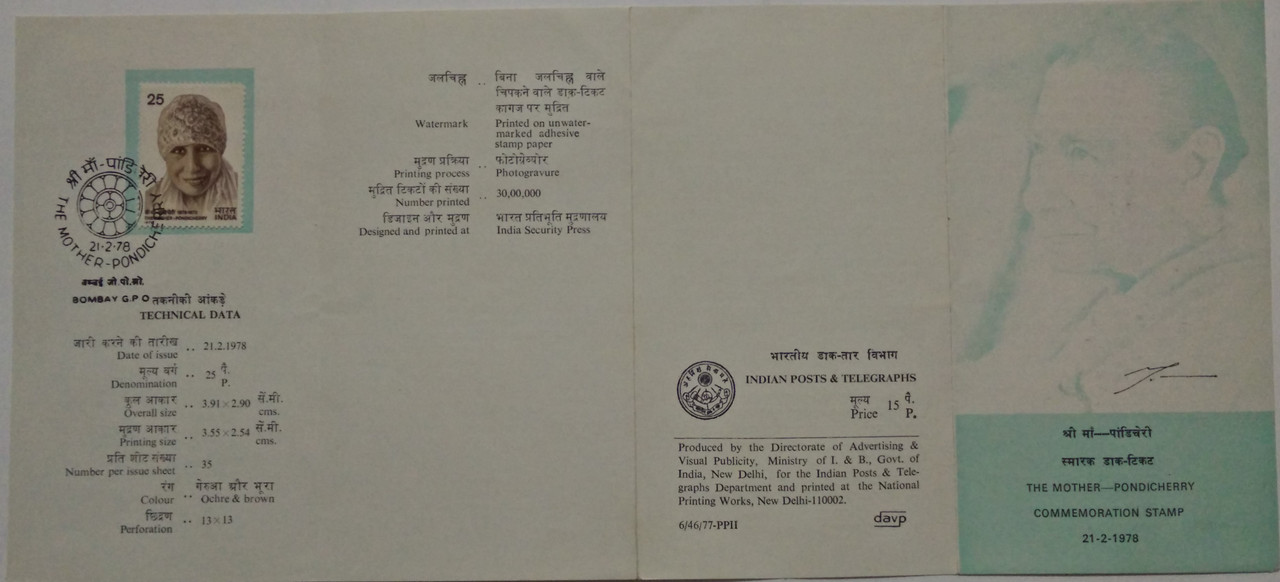 25
भारत
INDIA
श्री माँ-पांडिचेरी
THE MOTHER-PONDICHERRY
21-2-78
बम्बई जी.पी.ओ.
BOMBAY G.P.O
तकनीकी आंकड़े
TECHNICAL DATA
जारी करने की तारीख .. 21.2.1978
Date of issue
मूल्य वर्ग .. 25 पै.
Denomination P.
कुल आकार .. 3.91×2.90 सें.मी.
Overall size cms.
मुद्रण आकार .. 3.55×2.54 सें.मी.
Printing size cms.
प्रति शीट संख्या .. 35
Number per issue sheet
रंग गेरुआ और भूरा
Colour .. Ochre & brown
छिद्रण .. 13×13
Perforation
जलचिह्न .. बिना जलचिह्न वाले
चिपकने वाले डाक-टिकट
कागज पर मुद्रित
Watermark Printed on unwater-
marked adhesive
stamp paper
मुद्रण प्रक्रिया .. फोटोग्रेव्योर
Printing process Photogravure
मुद्रित टिकटों की संख्या .. 30,00,000
Number printed
डिजाइन और मुद्रण भारत प्रतिभूति मुद्रणालय
Designed and printed at India Security Press
भारतीय डाक-तार विभाग
INDIAN POSTS & TELEGRAPHS
मूल्य 15 पै.
Price P.
Produced by the Directorate of Advertising &
Visual Publicity, Ministry of I. & B., Govt. of
India, New Delhi, for the Indian Posts & Tele-
graphs Department and printed at the National
Printing Works, New Delhi-110002.
6/46/77-PPII
davp
श्री माँ—पांडिचेरी
स्मारक डाक-टिकट
THE MOTHER—PONDICHERRY
COMMEMORATION STAMP
21-2-1978